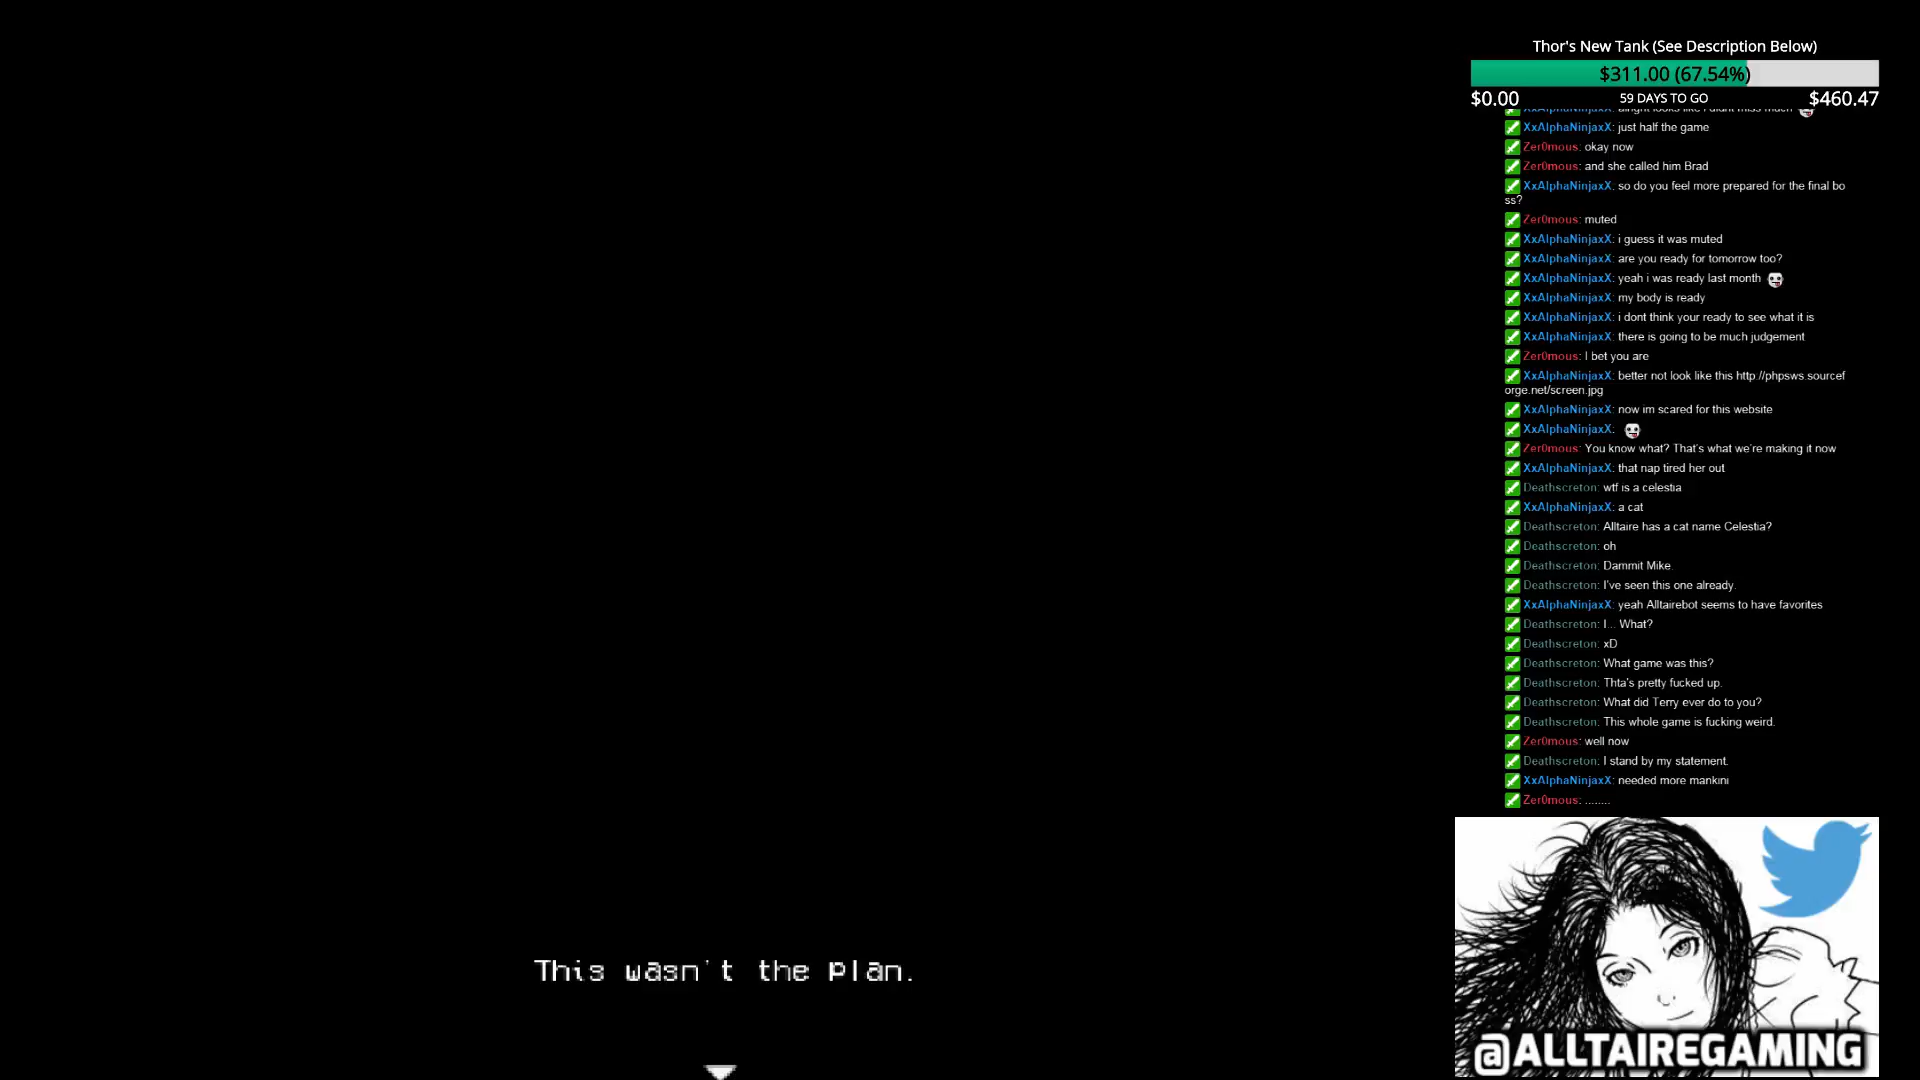 Thor's New Tank (See Description Below)
$311.00 (67.54%)
$0.00 59 DAYS TO GO $460.47
XxAlphaNinjaxX: alright looks like i didnt miss much
XxAlphaNinjaxX: just half the game
Zer0mous: okay now
Zer0mous: and she called him Brad
XxAlphaNinjaxX: so do you feel more prepared for the final bo
ss?
Zer0mous: muted
XxAlphaNinjaxX: i guess it was muted
XxAlphaNinjaxX: are you ready for tomorrow too?
XxAlphaNinjaxX: yeah i was ready last month
XxAlphaNinjaxX: my body is ready
XxAlphaNinjaxX: i dont think your ready to see what it is
XxAlphaNinjaxX: there is going to be much judgement
Zer0mous: I bet you are
XxAlphaNinjaxX: better not look like this http://phpsws.sourcef
orge.net/screen.jpg
XxAlphaNinjaxX: now im scared for this website
XxAlphaNinjaxX:
Zer0mous: You know what? That's what we're making it now
XxAlphaNinjaxX: that nap tired her out
Deathscreton: wtf is a celestia
XxAlphaNinjaxX: a cat
Deathscreton: Alltaire has a cat name Celestia?
Deathscreton: oh
Deathscreton: Dammit Mike.
Deathscreton: I've seen this one already.
XxAlphaNinjaxX: yeah Alltairebot seems to have favorites
Deathscreton: I... What?
Deathscreton: xD
Deathscreton: What game was this?
Deathscreton: Thta's pretty fucked up.
Deathscreton: What did Terry ever do to you?
Deathscreton: This whole game is fucking weird.
Zer0mous: well now
Deathscreton: I stand by my statement.
XxAlphaNinjaxX: needed more mankini
Zer0mous: ........
This wasn't the plan.
@ALLTAIREGAMING